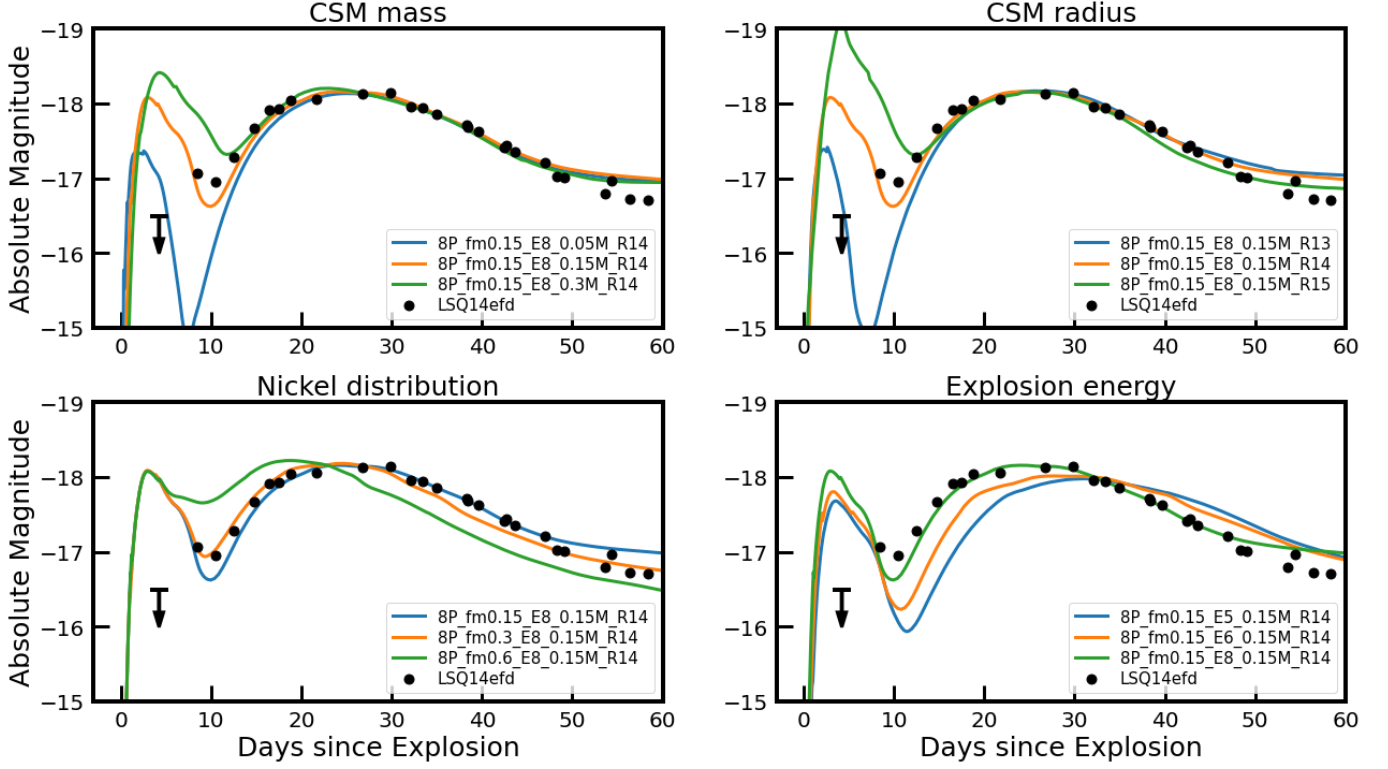 CSM mass
CSM radius
Absolute Magnitude
−19
−18
−17
−16
−15
0 10 20 30 40 50 60
8P_fm0.15_E8_0.05M_R14
8P_fm0.15_E8_0.15M_R14
8P_fm0.15_E8_0.3M_R14
LSQ14efd
−19
−18
−17
−16
−15
0 10 20 30 40 50 60
8P_fm0.15_E8_0.15M_R13
8P_fm0.15_E8_0.15M_R14
8P_fm0.15_E8_0.15M_R15
LSQ14efd
Nickel distribution
Explosion energy
Absolute Magnitude
−19
−18
−17
−16
−15
0 10 20 30 40 50 60
8P_fm0.15_E8_0.15M_R14
8P_fm0.3_E8_0.15M_R14
8P_fm0.6_E8_0.15M_R14
LSQ14efd
Days since Explosion
−19
−18
−17
−16
−15
0 10 20 30 40 50 60
8P_fm0.15_E5_0.15M_R14
8P_fm0.15_E6_0.15M_R14
8P_fm0.15_E8_0.15M_R14
LSQ14efd
Days since Explosion